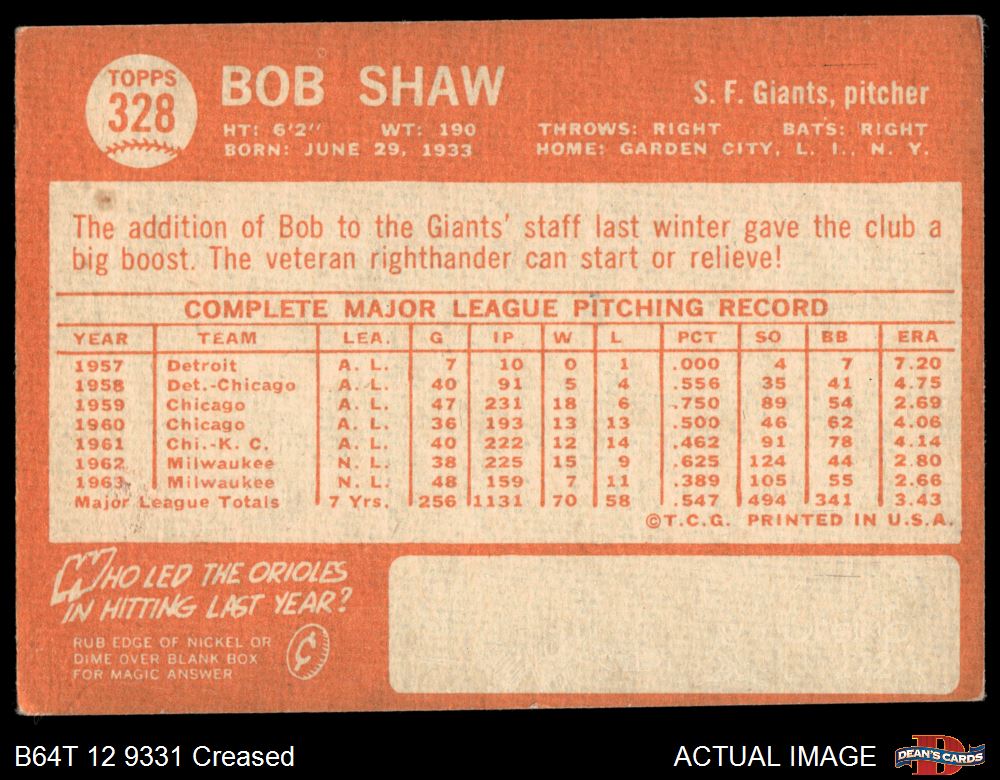 TOPPS
328
BOB SHAW
S. F. Giants, pitcher
HT: 6'2" WT: 190 THROWS: RIGHT BATS: RIGHT
BORN: JUNE 29, 1933 HOME: GARDEN CITY, L. I., N. Y.
The addition of Bob to the Giants' staff last winter gave the club a
big boost. The veteran righthander can start or relieve!
COMPLETE MAJOR LEAGUE PITCHING RECORD
YEAR TEAM LEA. G IP W L PCT SO BB ERA
1957 Detroit A. L. 7 10 0 1 .000 4 7 7.20
1958 Det.-Chicago A. L. 40 91 5 4 .556 35 41 4.75
1959 Chicago A. L. 47 231 18 6 .750 89 54 2.69
1960 Chicago A. L. 36 193 13 13 .500 46 62 4.06
1961 Chi.-K. C. A. L. 40 222 12 14 .462 91 78 4.14
1962 Milwaukee N. L. 38 225 15 9 .625 124 44 2.80
1963 Milwaukee N. L. 48 159 7 11 .389 105 55 2.66
Major League Totals 7 Yrs. 256 1131 70 58 .547 494 341 3.43
©T.C.G. PRINTED IN U.S.A.
WHO LED THE ORIOLES
IN HITTING LAST YEAR?
RUB EDGE OF NICKEL OR
DIME OVER BLANK BOX
FOR MAGIC ANSWER
¢
B64T 12 9331 Creased
ACTUAL IMAGE
DEAN'S CARDS